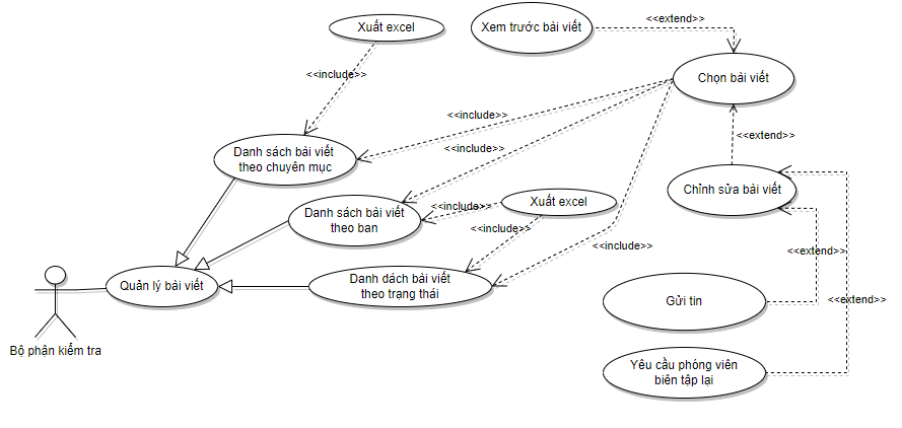 Xuất excel
Xem trước bài viết
<<extend>>
<<include>>
Chọn bài viết
<<include>>
<<include>>
<<extend>>
Danh sách bài viết
theo chuyên mục
Chỉnh sửa bài viết
Danh sách bài viết
theo ban
<<include>>
Xuất excel
<<include>>
<<include>>
<<extend>>
Quản lý bài viết
Danh dách bài viết
theo trạng thái
Gửi tin
<<extend>>
Bộ phận kiểm tra
Yêu cầu phóng viên
biên tập lại